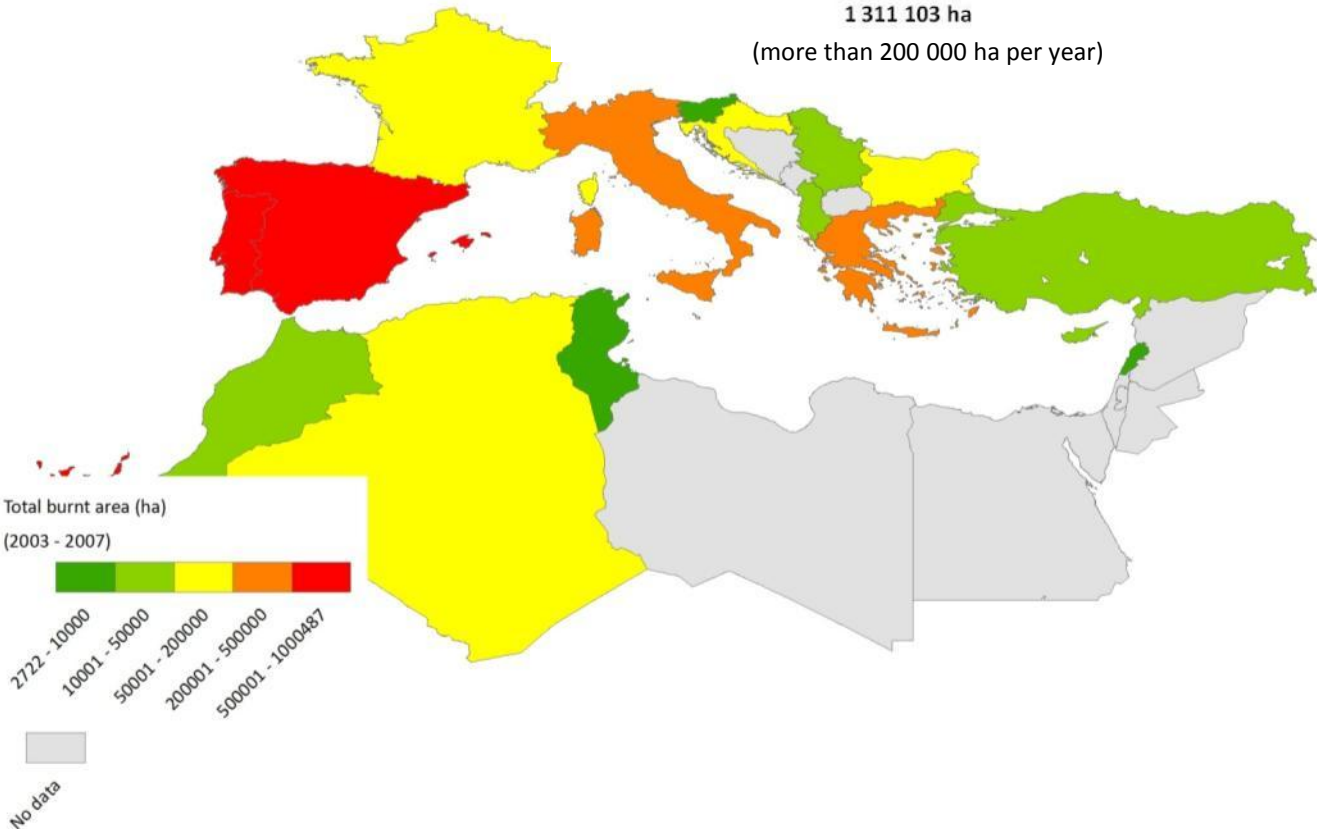 1 311 103 ha
(more than 200 000 ha per year)
Total burnt area (ha)
(2003 - 2007)
2722 - 10000
10001 - 50000
50001 - 200000
200001 - 500000
500001 - 1000487
No data